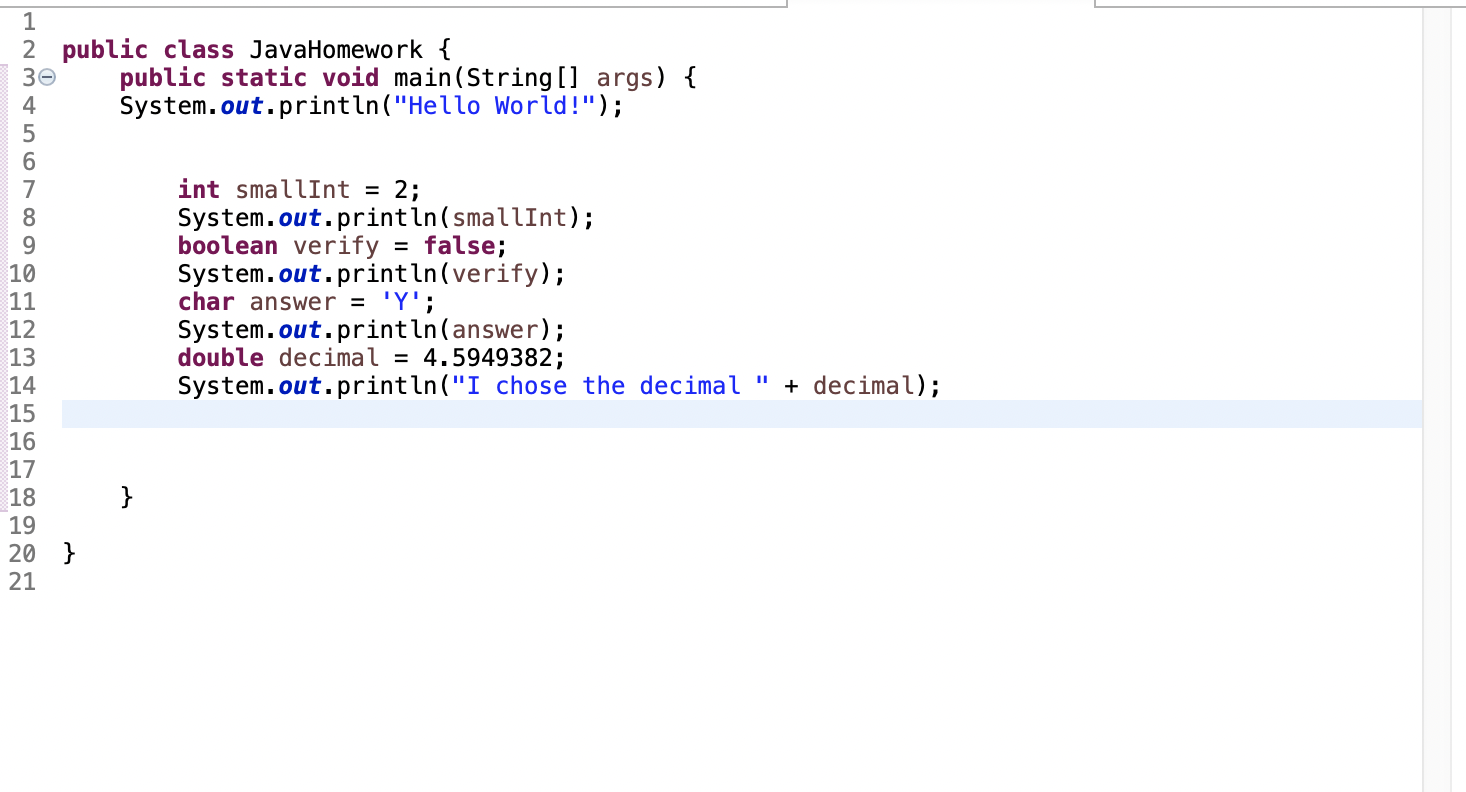 1
2 public class JavaHomework {
3 public static void main(String[] args) {
4 System.out.println("Hello World!");
5
6
7 int smallInt = 2;
8 System.out.println(smallInt);
9 boolean verify = false;
10 System.out.println(verify);
11 char answer = 'Y';
12 System.out.println(answer);
13 double decimal = 4.5949382;
14 System.out.println("I chose the decimal " + decimal);
15
16
17
18 }
19
20 }
21